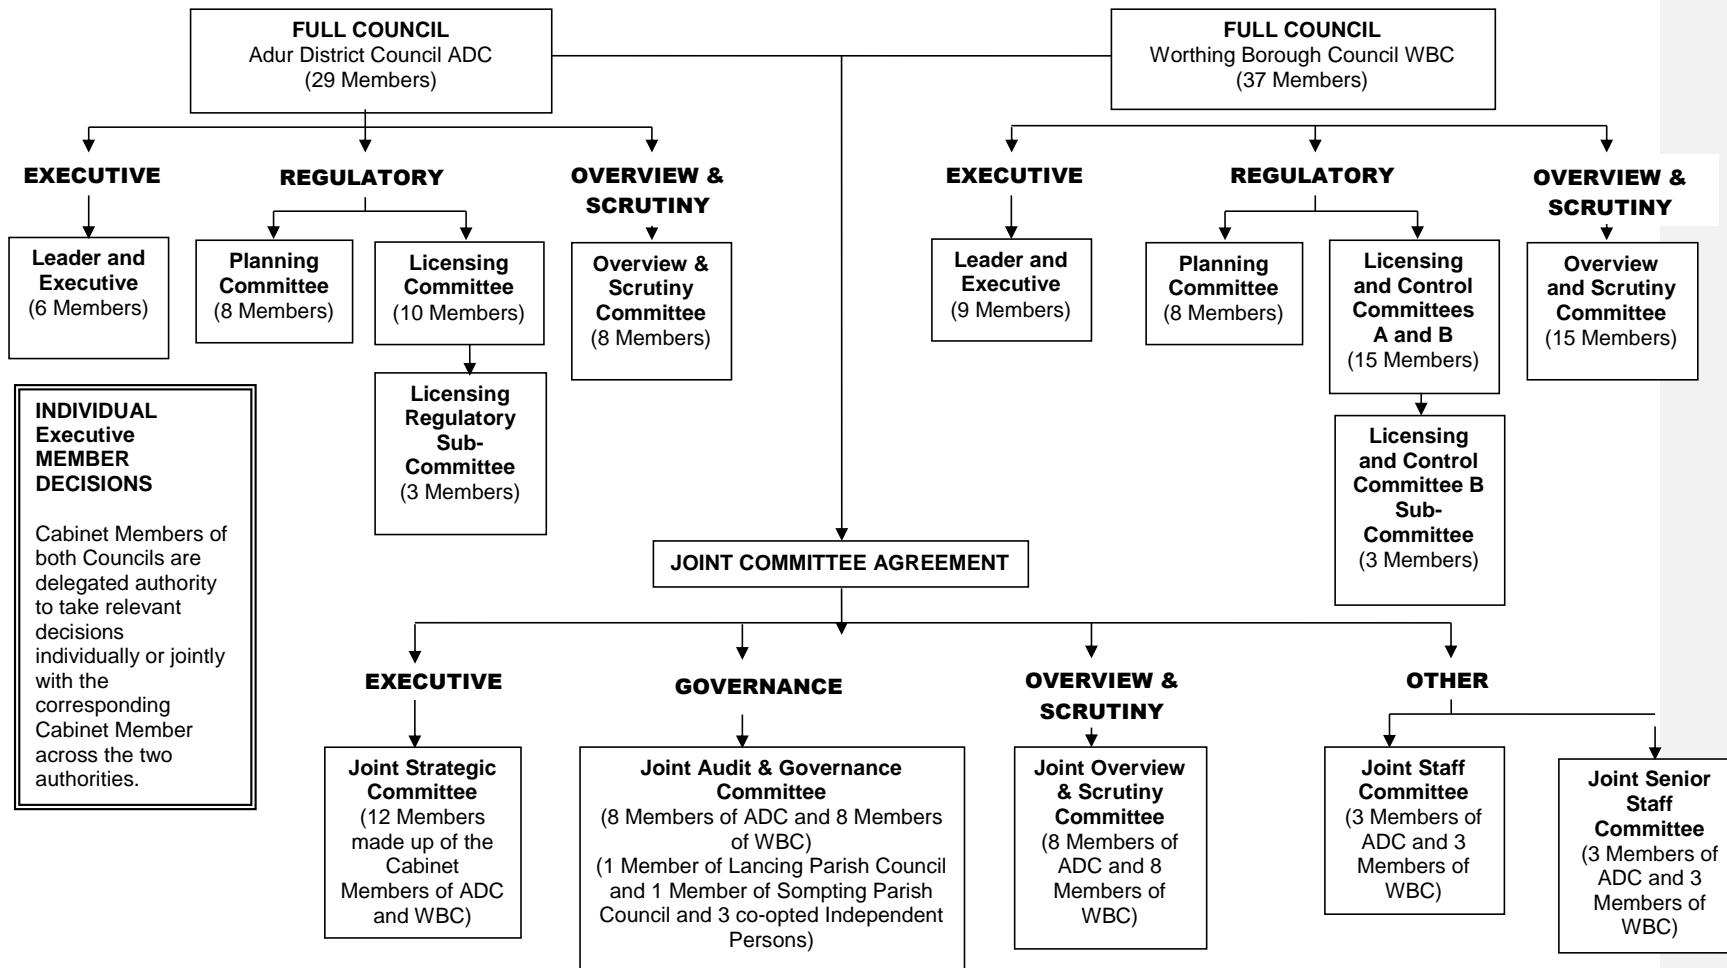 FULL COUNCIL
Adur District Council ADC
(29 Members)
FULL COUNCIL
Worthing Borough Council WBC
(37 Members)
EXECUTIVE
REGULATORY
OVERVIEW &
SCRUTINY
EXECUTIVE
REGULATORY
OVERVIEW &
SCRUTINY
Leader and
Executive
(6 Members)
Planning
Committee
(8 Members)
Licensing
Committee
(10 Members)
Overview &
Scrutiny
Committee
(8 Members)
Leader and
Executive
(9 Members)
Planning
Committee
(8 Members)
Licensing
and Control
Committees
A and B
(15 Members)
Overview
and Scrutiny
Committee
(15 Members)
Licensing
Regulatory
Sub-
Committee
(3 Members)
Licensing
and Control
Committee B
Sub-
Committee
(3 Members)
INDIVIDUAL
Executive
MEMBER
DECISIONS
Cabinet Members of
both Councils are
delegated authority
to take relevant
decisions
individually or jointly
with the
corresponding
Cabinet Member
across the two
authorities.
JOINT COMMITTEE AGREEMENT
EXECUTIVE
GOVERNANCE
OVERVIEW &
SCRUTINY
OTHER
Joint Strategic
Committee
(12 Members
made up of the
Cabinet
Members of ADC
and WBC)
Joint Audit & Governance
Committee
(8 Members of ADC and 8 Members
of WBC)
(1 Member of Lancing Parish Council
and 1 Member of Sompting Parish
Council and 3 co-opted Independent
Persons)
Joint Overview
& Scrutiny
Committee
(8 Members of
ADC and 8
Members of
WBC)
Joint Staff
Committee
(3 Members of
ADC and 3
Members of
WBC)
Joint Senior
Staff
Committee
(3 Members of
ADC and 3
Members of
WBC)